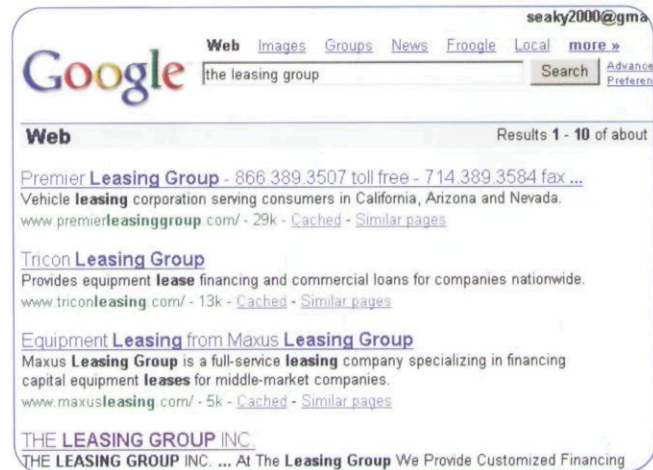 seaky2000@gma
Google
Web Images Groups News Froogle Local more »
the leasing group
Search
Advance
Preferen
Web Results 1 - 10 of about
Premier Leasing Group - 866.389.3507 toll free - 714.389.3584 fax ...
Vehicle leasing corporation serving consumers in California, Arizona and Nevada.
www.premierleasinggroup.com/ - 29k - Cached - Similar pages
Tricon Leasing Group
Provides equipment lease financing and commercial loans for companies nationwide.
www.triconleasing.com/ - 13k - Cached - Similar pages
Equipment Leasing from Maxus Leasing Group
Maxus Leasing Group is a full-service leasing company specializing in financing
capital equipment leases for middle-market companies.
www.maxusleasing.com/ - 5k - Cached - Similar pages
THE LEASING GROUP INC.
THE LEASING GROUP INC. ... At The Leasing Group We Provide Customized Financing